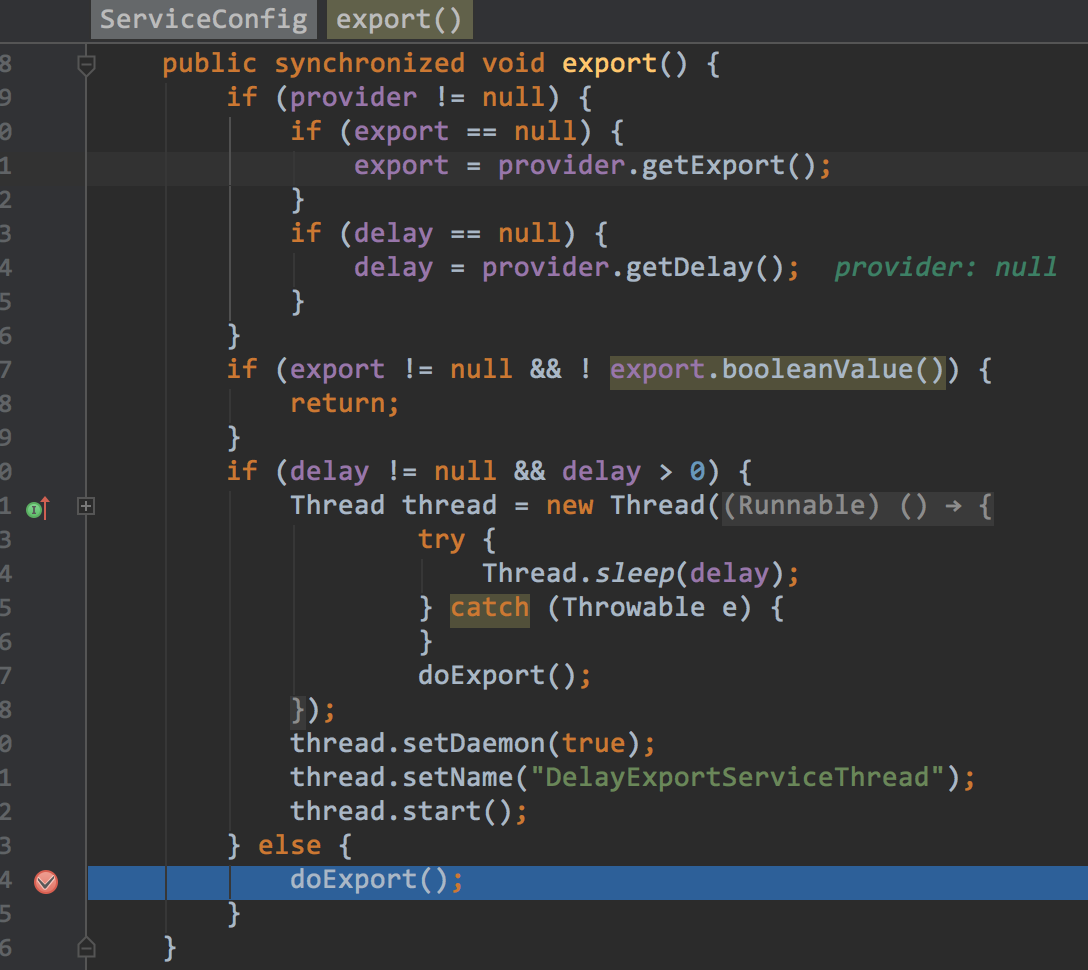 ServiceConfig export()
8 public synchronized void export() {
9 if (provider != null) {
0 if (export == null) {
1 export = provider.getExport();
2 }
3 if (delay == null) {
4 delay = provider.getDelay(); provider: null
5 }
6 }
7 if (export != null && ! export.booleanValue()) {
8 return;
9 }
0 if (delay != null && delay > 0) {
1 Thread thread = new Thread((Runnable) () → {
3 try {
4 Thread.sleep(delay);
5 } catch (Throwable e) {
6 }
7 doExport();
8 });
0 thread.setDaemon(true);
1 thread.setName("DelayExportServiceThread");
2 thread.start();
3 } else {
4 doExport();
5 }
6 }